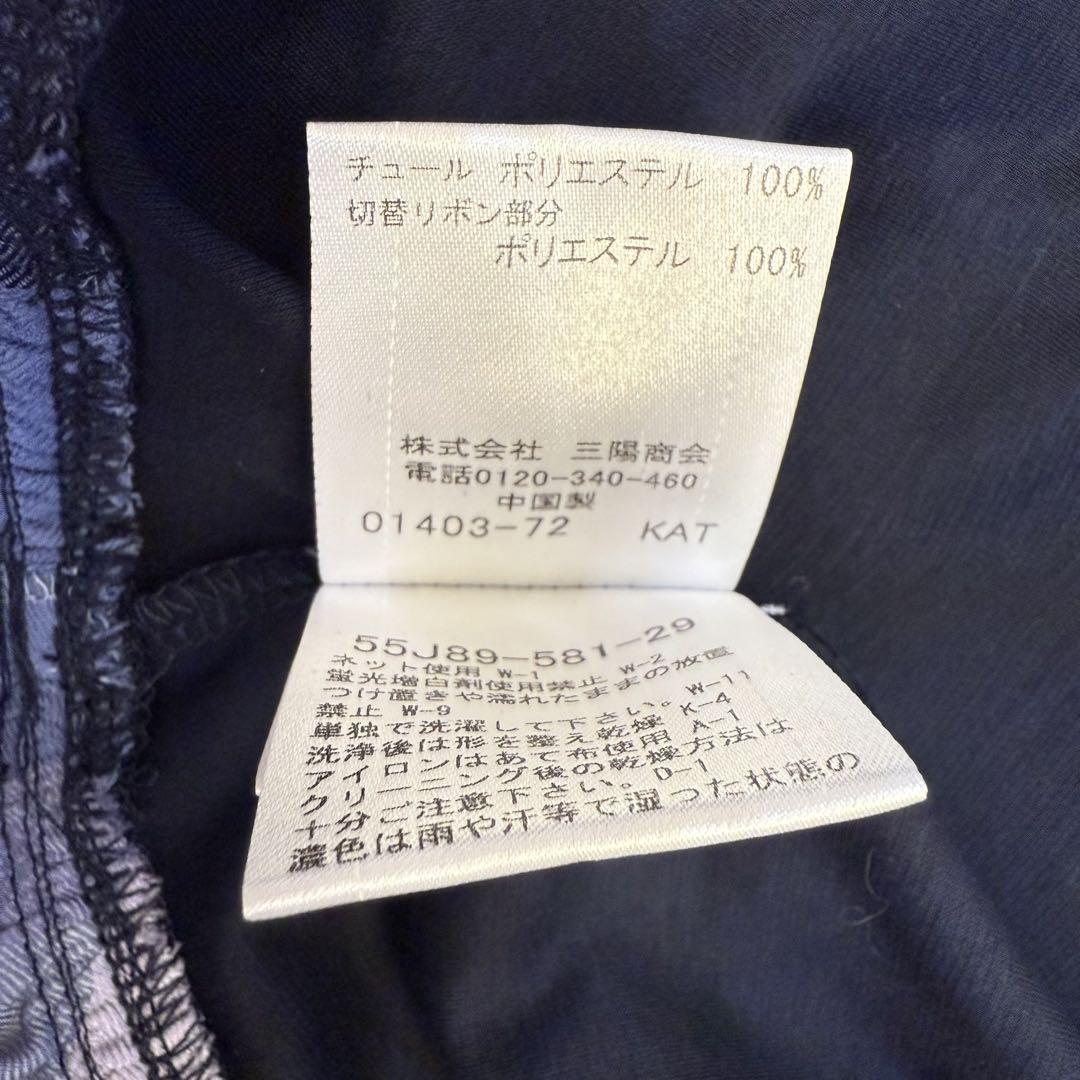 チュール ポリエステル 100%
切替リボン部分
ポリエステル 100%
株式会社 三陽商会
電話0120-340-460
中国製
01403-72 KAT
55J89-581-29
ネット使用 W-1
蛍光増白剤使用禁止 W-2
つけ置きや濡れたままの放置
禁止 W-9
単独で洗濯して下さい。 W-11
洗浄後は形を整え乾燥 K-4
アイロンはあて布使用 A-1
クリーニング後の乾燥方法は
十分ご注意下さい。 D-1
濃色は雨や汗等で湿った状態の